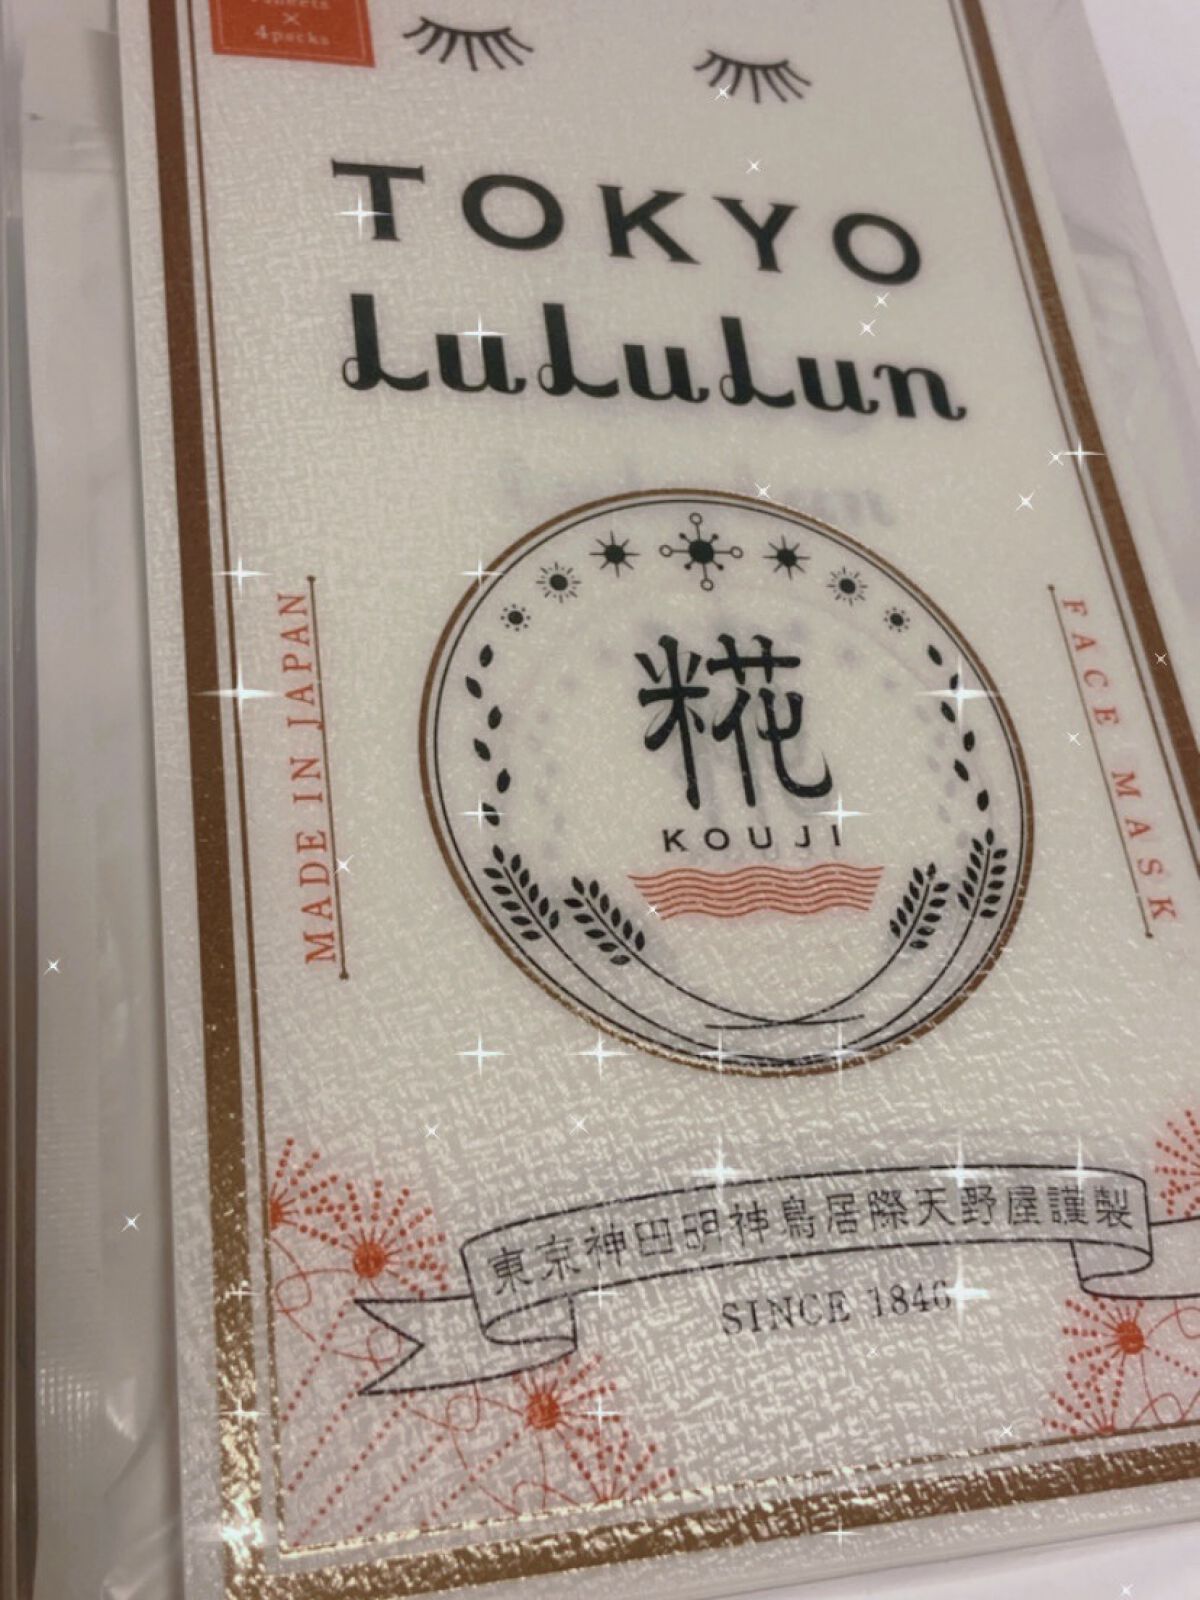 ×
4packs
TOKYO
LuLuLun
MADE IN JAPAN
糀
KOUJI
FACE MASK
東京神田明神鳥居際天野屋謹製
SINCE 1846